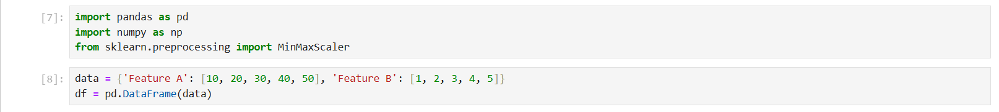 [7]: import pandas as pd
import numpy as np
from sklearn.preprocessing import MinMaxScaler
[8]: data = {'Feature A': [10, 20, 30, 40, 50], 'Feature B': [1, 2, 3, 4, 5]}
df = pd.DataFrame(data)